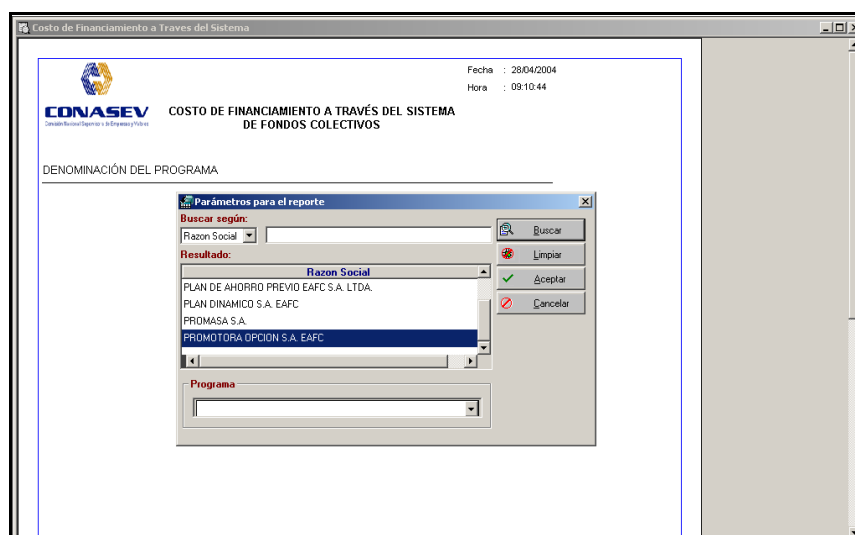 Costo de Financiamiento a Traves del Sistema
Fecha : 28/04/2004
Hora : 09:10:44
CONASEV
COSTO DE FINANCIAMIENTO A TRAVÉS DEL SISTEMA
DE FONDOS COLECTIVOS
DENOMINACIÓN DEL PROGRAMA
Parámetros para el reporte
Buscar según:
Razon Social
Buscar
Resultado:
Limpiar
Razon Social
Aceptar
PLAN DE AHORRO PREVIO EAFC S.A. LTDA.
PLAN DINAMICO S.A. EAFC
Cancelar
PROMASA S.A.
PROMOTORA OPCION S.A. EAFC
Programa